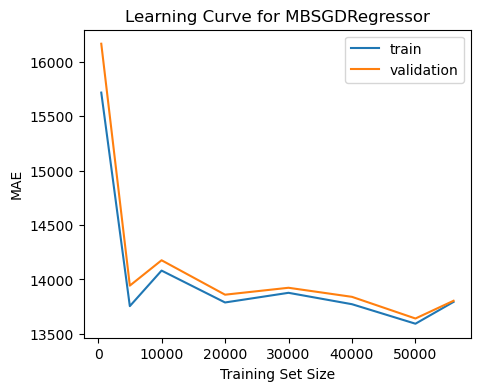 Learning Curve for MBSGDRegressor
train
validation
MAE
16000
15500
15000
14500
14000
13500
0 10000 20000 30000 40000 50000
Training Set Size